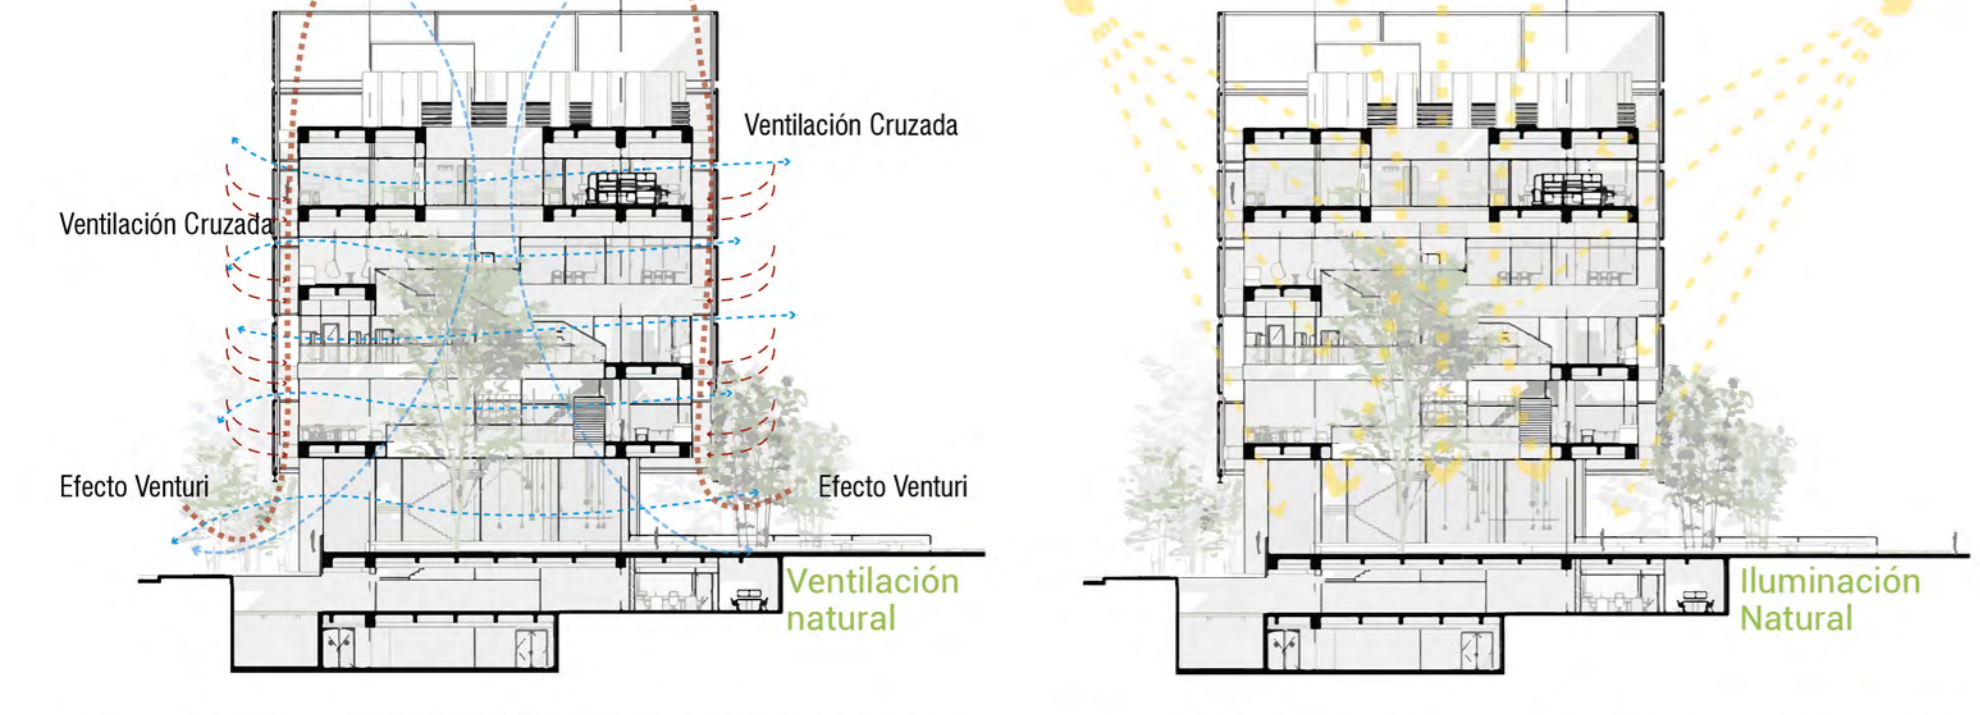 Ventilación Cruzada
Ventilación Cruzada
Efecto Venturi
Efecto Venturi
Ventilación
natural
Iluminación
Natural